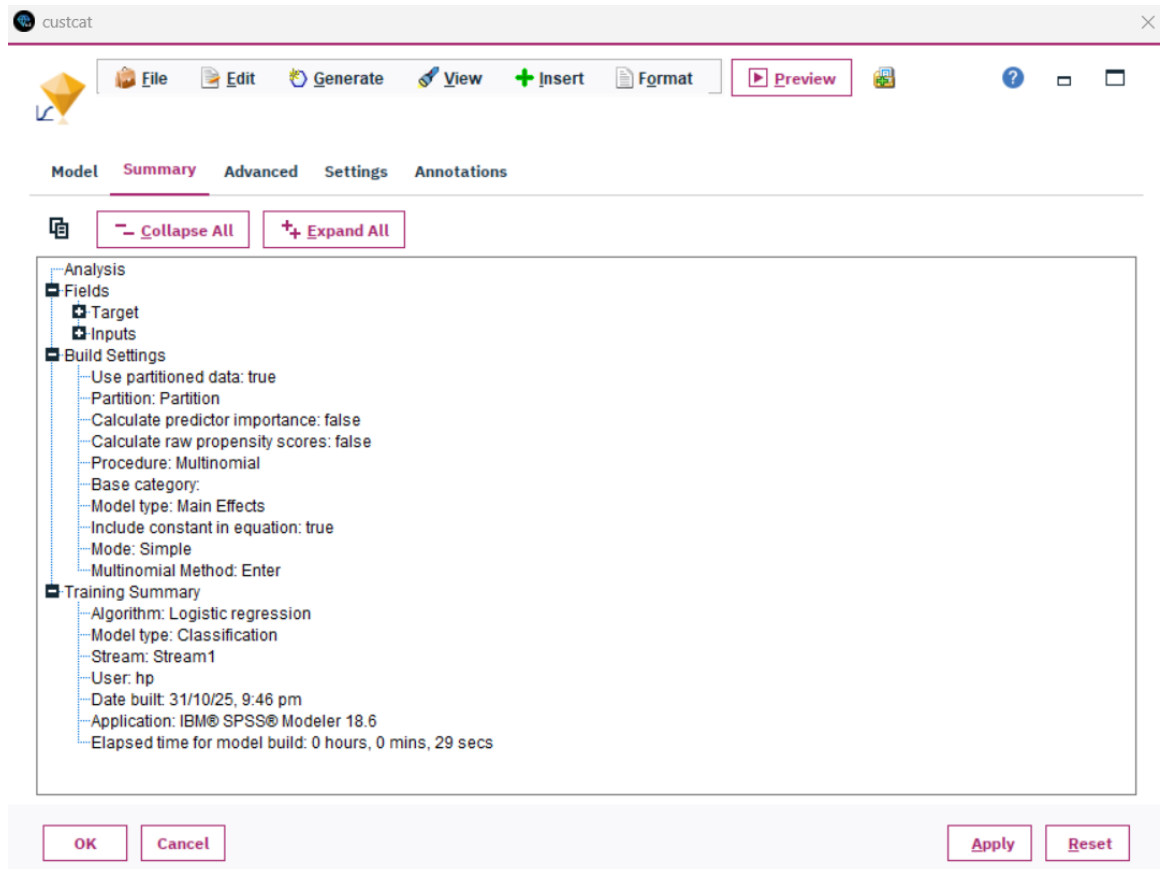 custcat
File Edit Generate View Insert Format Preview
Model Summary Advanced Settings Annotations
Collapse All Expand All
Analysis
Fields
Target
Inputs
Build Settings
Use partitioned data: true
Partition: Partition
Calculate predictor importance: false
Calculate raw propensity scores: false
Procedure: Multinomial
Base category:
Model type: Main Effects
Include constant in equation: true
Mode: Simple
Multinomial Method: Enter
Training Summary
Algorithm: Logistic regression
Model type: Classification
Stream: Stream1
User: hp
Date built: 31/10/25, 9:46 pm
Application: IBM® SPSS® Modeler 18.6
Elapsed time for model build: 0 hours, 0 mins, 29 secs
OK Cancel Apply Reset